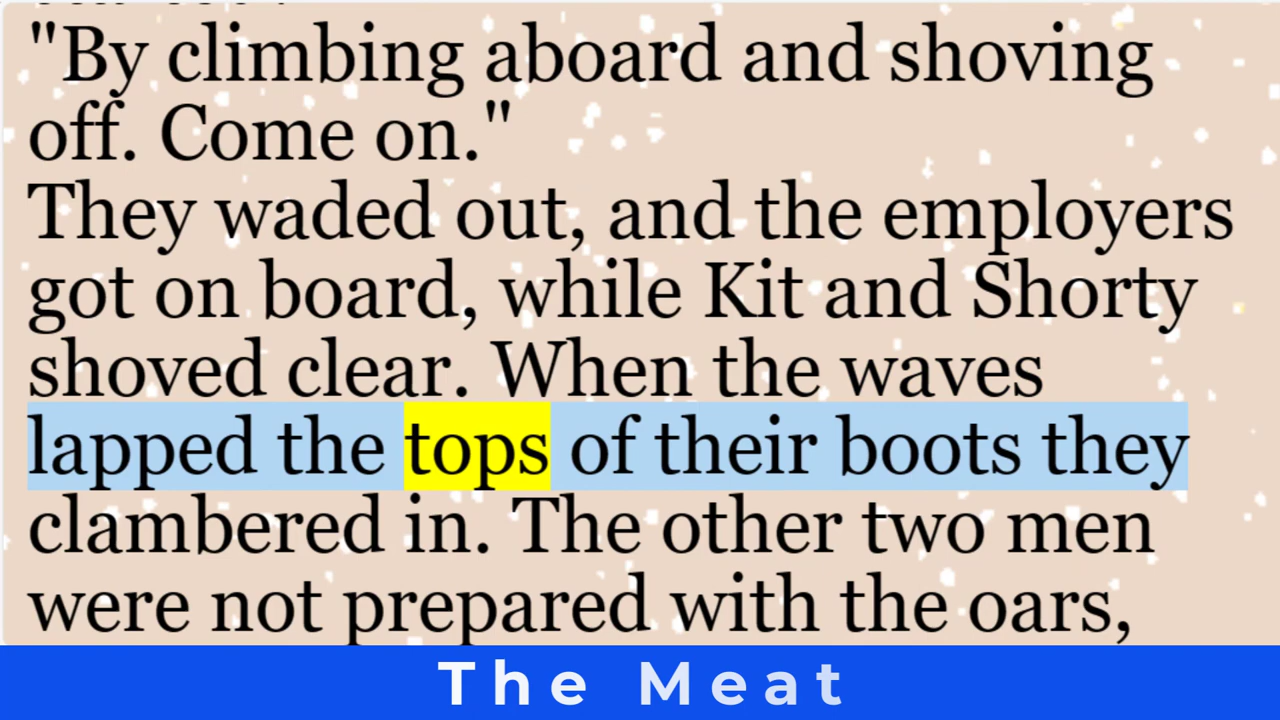 "By climbing aboard and shoving
off. Come on."
They waded out, and the employers
got on board, while Kit and Shorty
shoved clear. When the waves
lapped the tops of their boots they
clambered in. The other two men
were not prepared with the oars,
The Meat